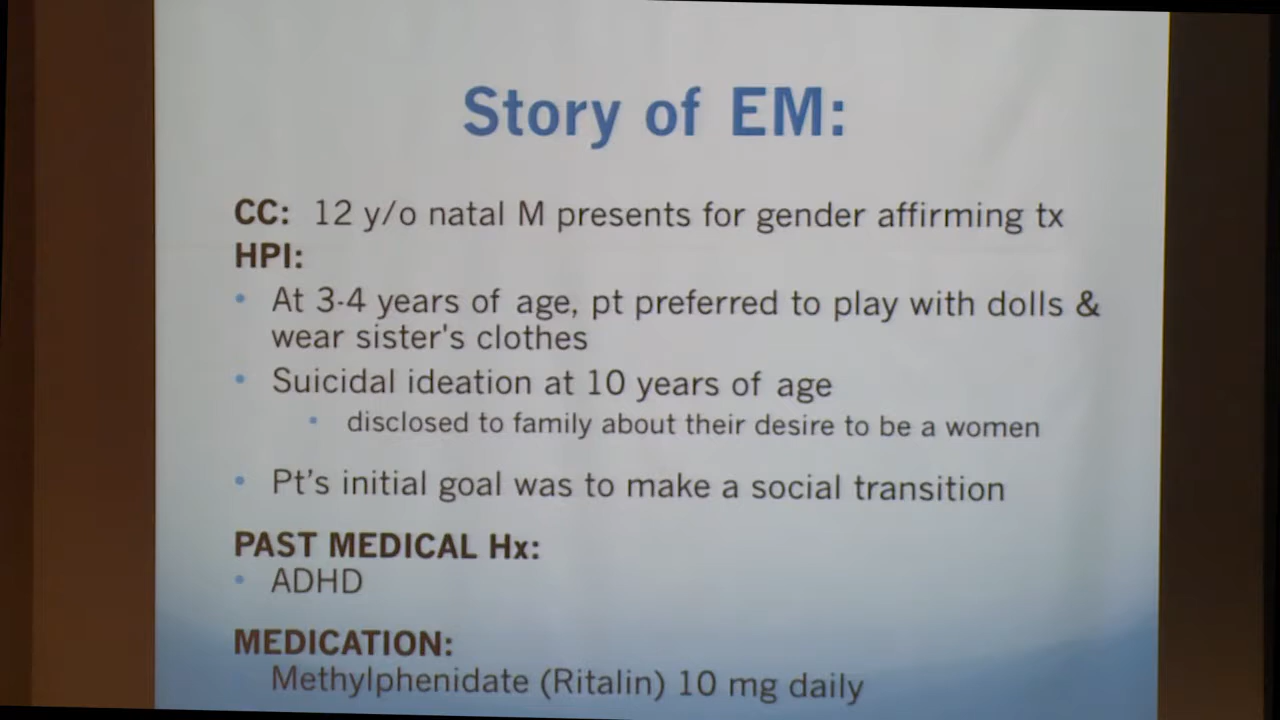 Story of EM:
CC: 12 y/o natal M presents for gender affirming tx
HPI:
• At 3-4 years of age, pt preferred to play with dolls &
wear sister's clothes
• Suicidal ideation at 10 years of age
• disclosed to family about their desire to be a women
• Pt's initial goal was to make a social transition
PAST MEDICAL Hx:
• ADHD
MEDICATION:
Methylphenidate (Ritalin) 10 mg daily